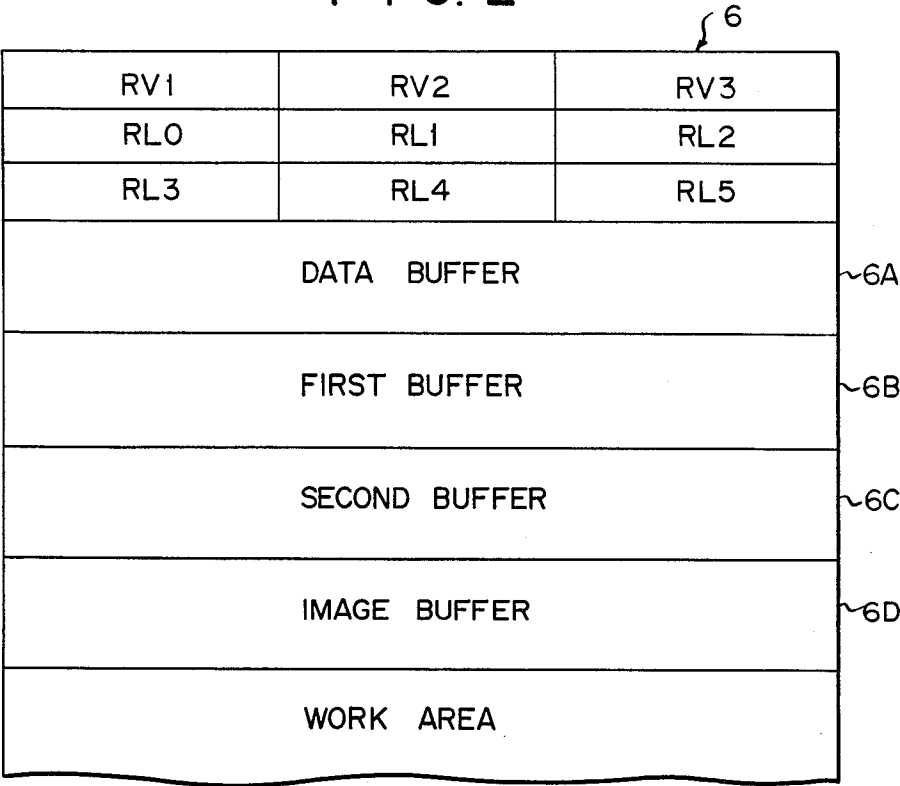 6
RV1 RV2 RV3
RL0 RL1 RL2
RL3 RL4 RL5
DATA BUFFER 6A
FIRST BUFFER 6B
SECOND BUFFER 6C
IMAGE BUFFER 6D
WORK AREA